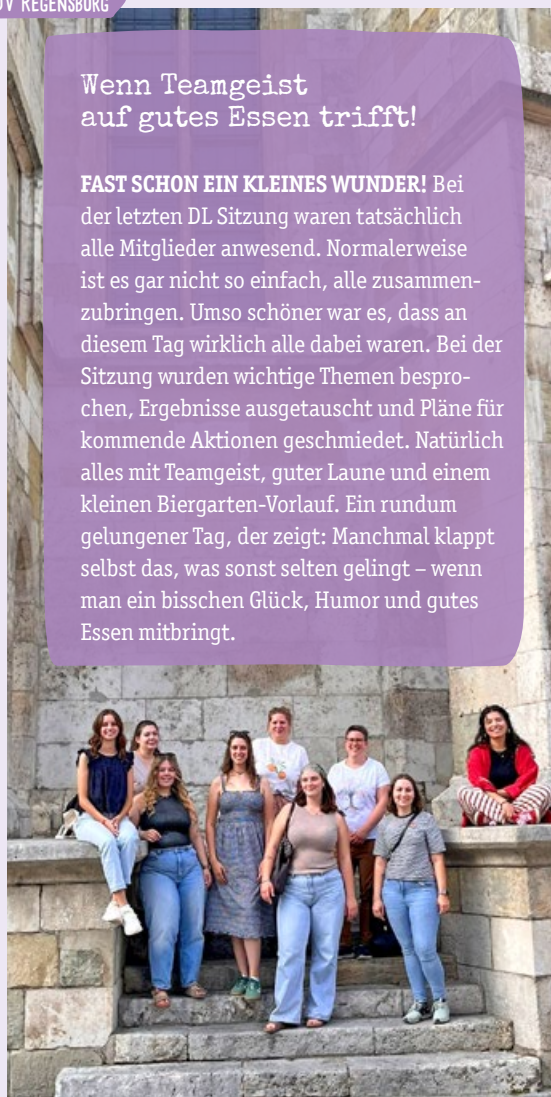 DV REGENSBURG
Wenn Teamgeist
auf gutes Essen trifft!
FAST SCHON EIN KLEINES WUNDER! Bei
der letzten DL Sitzung waren tatsächlich
alle Mitglieder anwesend. Normalerweise
ist es gar nicht so einfach, alle zusammen-
zubringen. Umso schöner war es, dass an
diesem Tag wirklich alle dabei waren. Bei der
Sitzung wurden wichtige Themen bespro-
chen, Ergebnisse ausgetauscht und Pläne für
kommende Aktionen geschmiedet. Natürlich
alles mit Teamgeist, guter Laune und einem
kleinen Biergarten-Vorlauf. Ein rundum
gelungener Tag, der zeigt: Manchmal klappt
selbst das, was sonst selten gelingt – wenn
man ein bisschen Glück, Humor und gutes
Essen mitbringt.